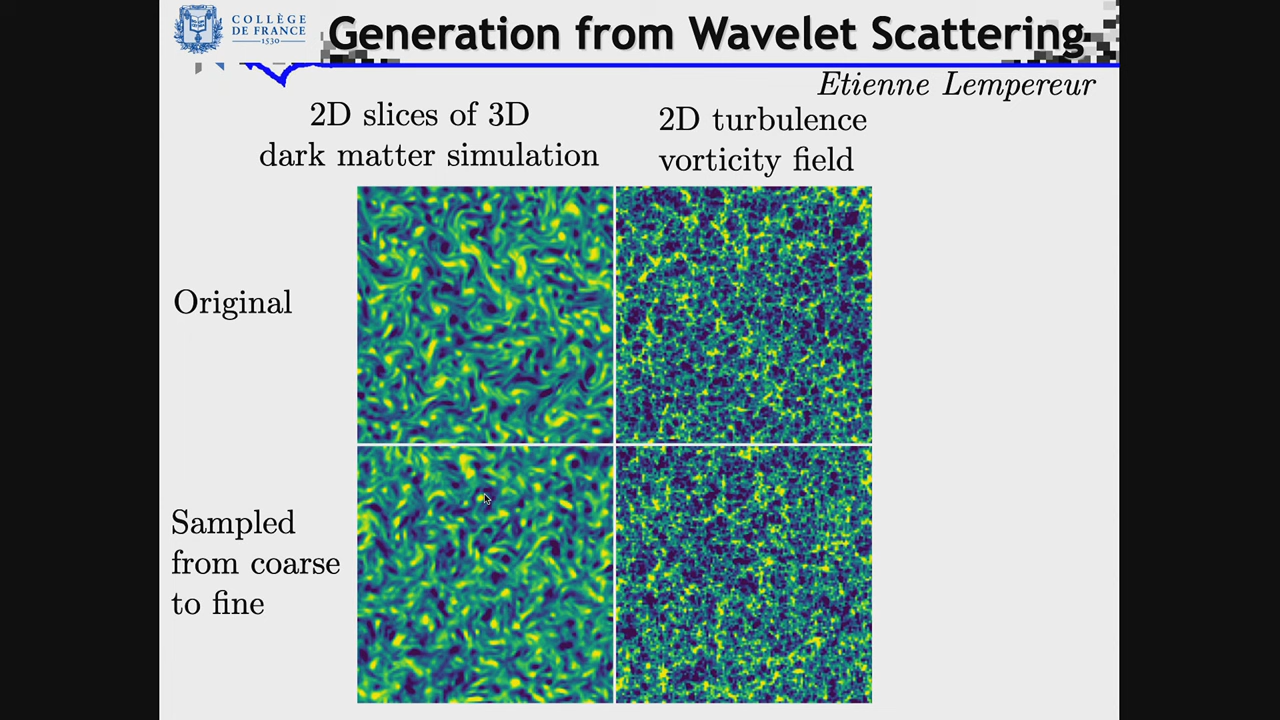 COLLÈGE
DE FRANCE
1530
Generation from Wavelet Scattering
Etienne Lempereur
2D slices of 3D
dark matter simulation
2D turbulence
vorticity field
Original
Sampled
from coarse
to fine